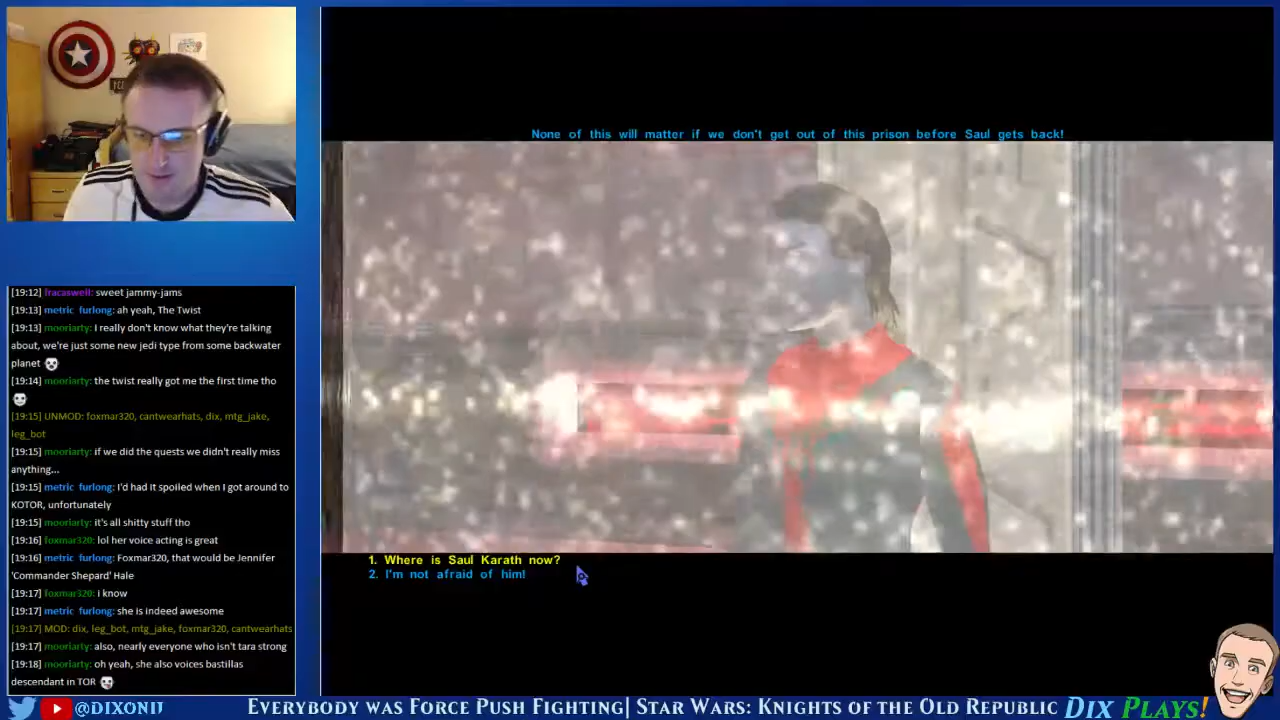 None of this will matter if we don't get out of this prison before Saul gets back!
1. Where is Saul Karath now?
2. I'm not afraid of him!
[19:12] !racaswell: sweet jammy-jams
[19:13] metric_furlong: ah yeah, The Twist
[19:13] mooriarty: I really don't know what they're talking
about, we're just some new jedi type from some backwater
planet
[19:14] mooriarty: the twist really got me the first time tho
[19:15] UNMOD: foxmar320, cantwearhats, dix, mtg_jake,
leg_bot
[19:15] mooriarty: if we did the quests we didn't really miss
anything...
[19:15] metric_furlong: I'd had it spoiled when I got around to
KOTOR, unfortunately
[19:15] mooriarty: it's all shitty stuff tho
[19:16] foxmar320: lol her voice acting is great
[19:16] metric_furlong: Foxmar320, that would be Jennifer
'Commander Shepard' Hale
[19:17] foxmar320: i know
[19:17] metric_furlong: she is indeed awesome
[19:17] MOD: dix, leg_bot, mtg_jake, foxmar320, cantwearhats
[19:17] mooriarty: also, nearly everyone who isn't tara strong
[19:18] mooriarty: oh yeah, she also voices bastillas
descendant in TOR
@DIXONIJ
Everybody was Force Push Fighting| Star Wars: Knights of the Old Republic
Dix Plays!